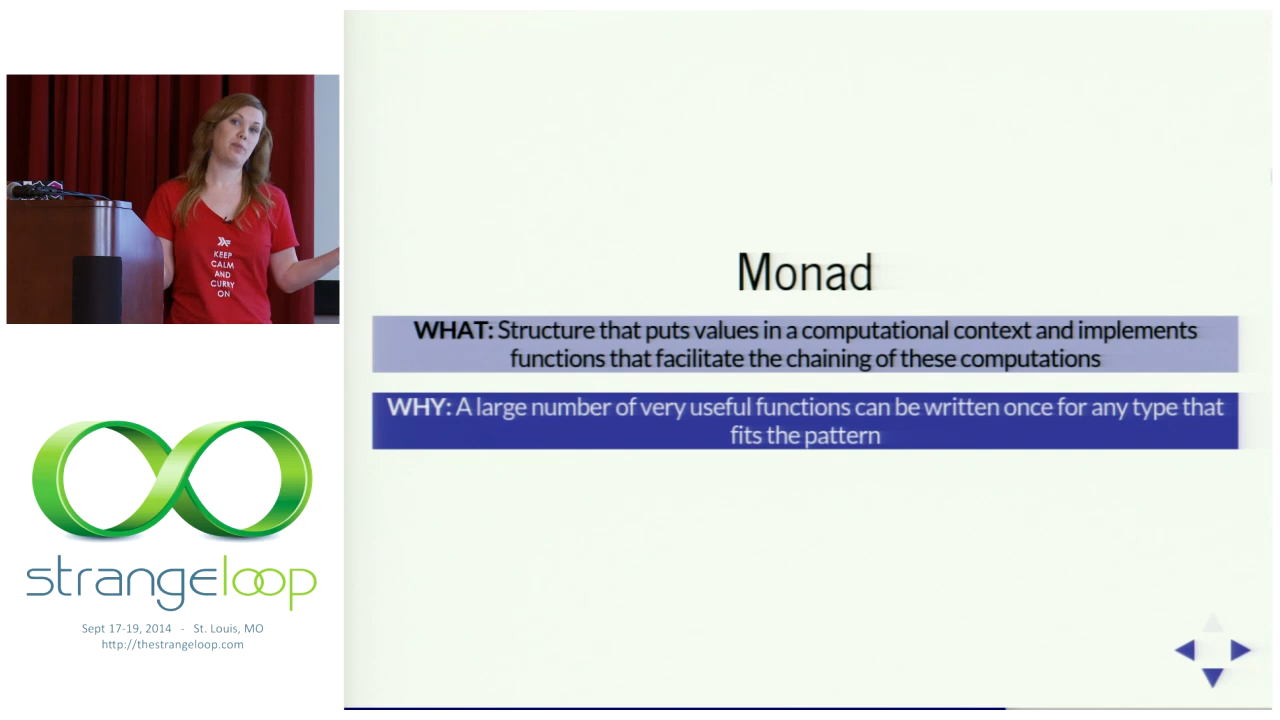 KEEP
CALM
AND
CURRY
ON
strangeloop
Sept 17-19, 2014 - St. Louis, MO
http://thestrangeloop.com
Monad
WHAT: Structure that puts values in a computational context and implements
functions that facilitate the chaining of these computations
WHY: A large number of very useful functions can be written once for any type that
fits the pattern